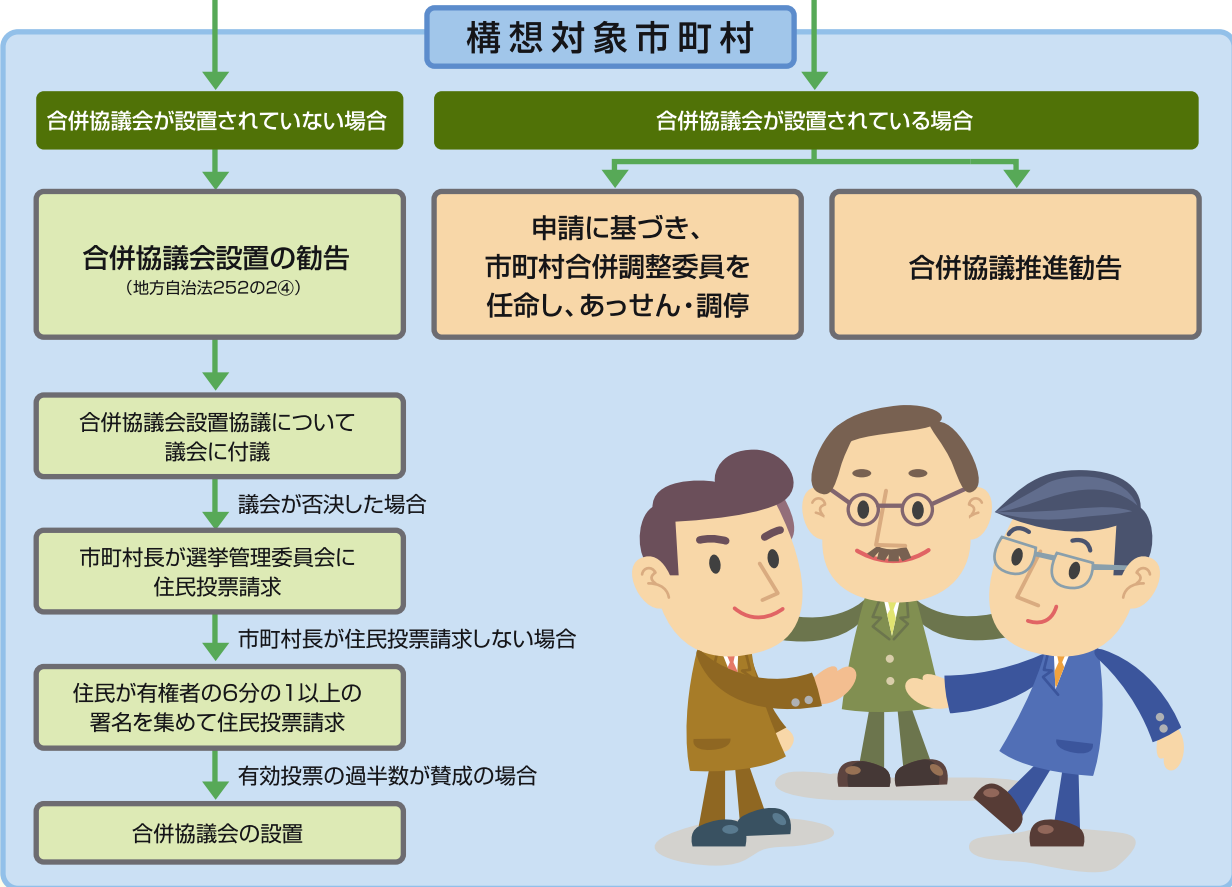 構想対象市町村
合併協議会が設置されていない場合
合併協議会が設置されている場合
合併協議会設置の勧告
（地方自治法252の2④）
申請に基づき、
市町村合併調整委員を
任命し、あっせん・調停
合併協議推進勧告
合併協議会設置協議について
議会に付議
議会が否決した場合
市町村長が選挙管理委員会に
住民投票請求
市町村長が住民投票請求しない場合
住民が有権者の6分の1以上の
署名を集めて住民投票請求
有効投票の過半数が賛成の場合
合併協議会の設置